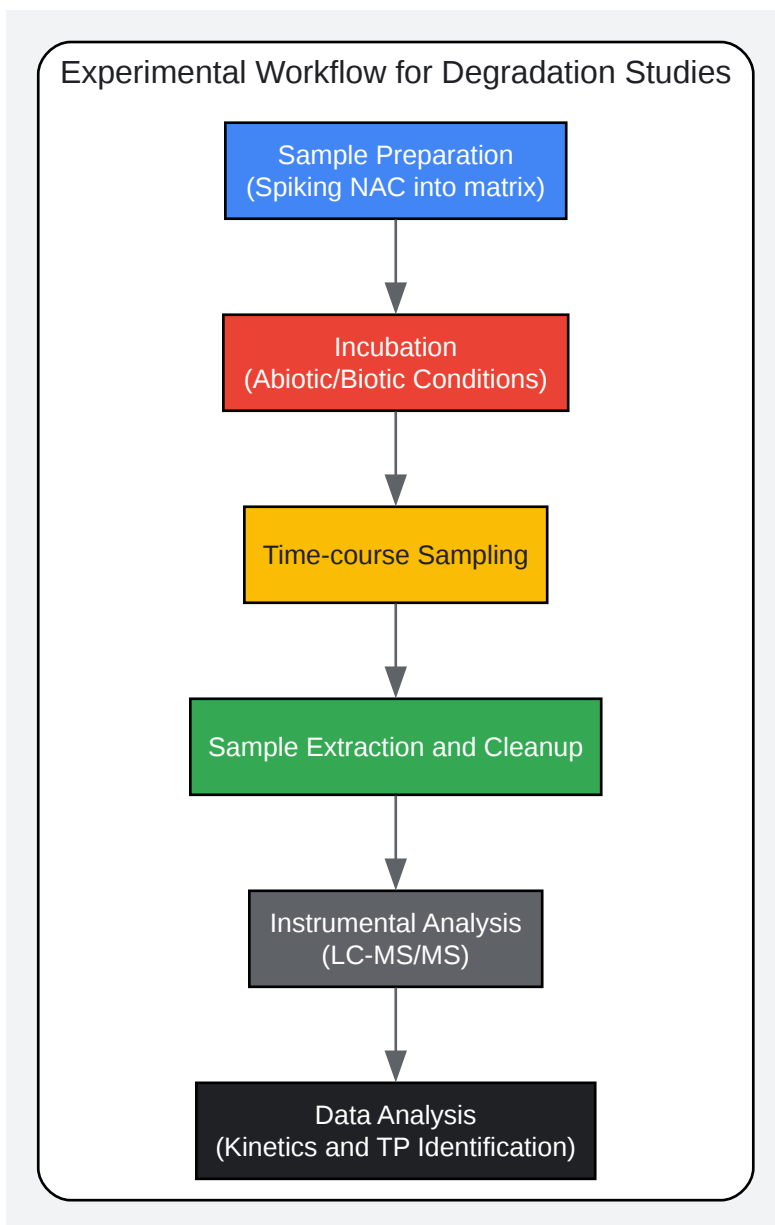 Experimental Workflow for Degradation Studies
Sample Preparation
(Spiking NAC into matrix)
Incubation
(Abiotic/Biotic Conditions)
Time-course Sampling
Sample Extraction and Cleanup
Instrumental Analysis
(LC-MS/MS)
Data Analysis
(Kinetics and TP Identification)